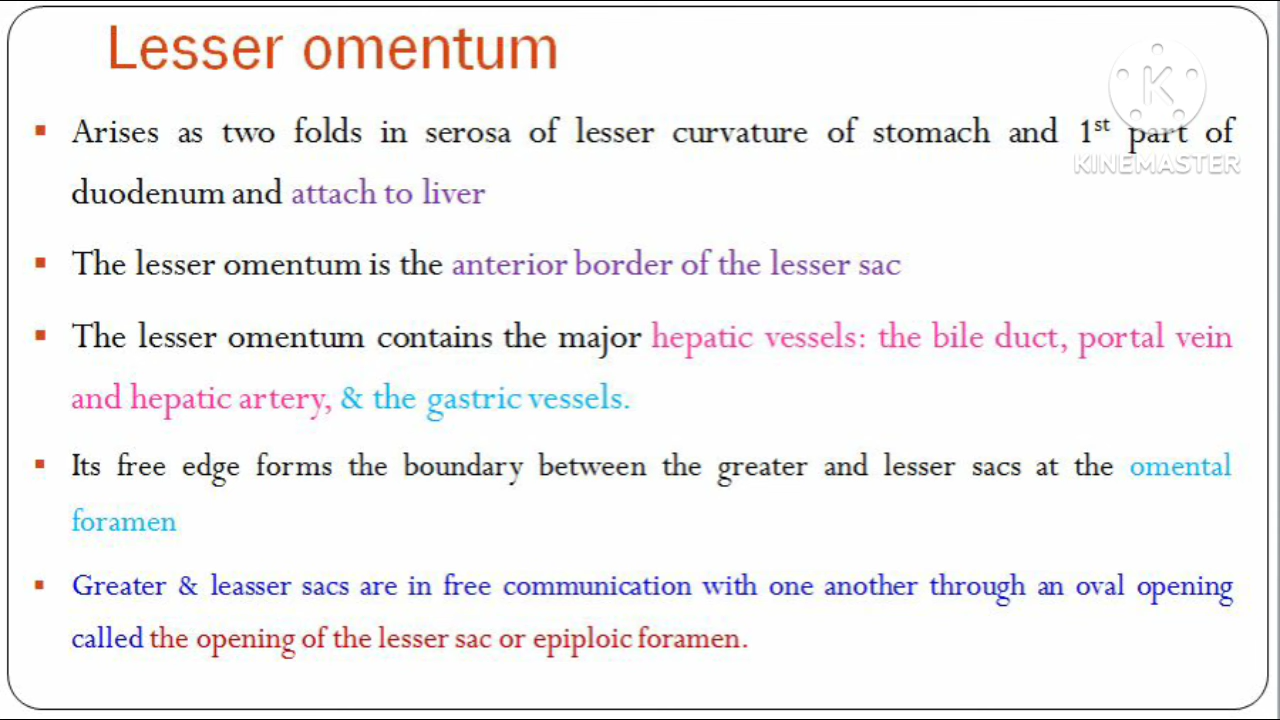 Lesser omentum
Arises as two folds in serosa of lesser curvature of stomach and 1st part of
duodenum and attach to liver
The lesser omentum is the anterior border of the lesser sac
The lesser omentum contains the major hepatic vessels: the bile duct, portal vein
and hepatic artery, & the gastric vessels.
Its free edge forms the boundary between the greater and lesser sacs at the omental
foramen
Greater & leasser sacs are in free communication with one another through an oval opening
called the opening of the lesser sac or epiploic foramen.
K
KINEMASTER